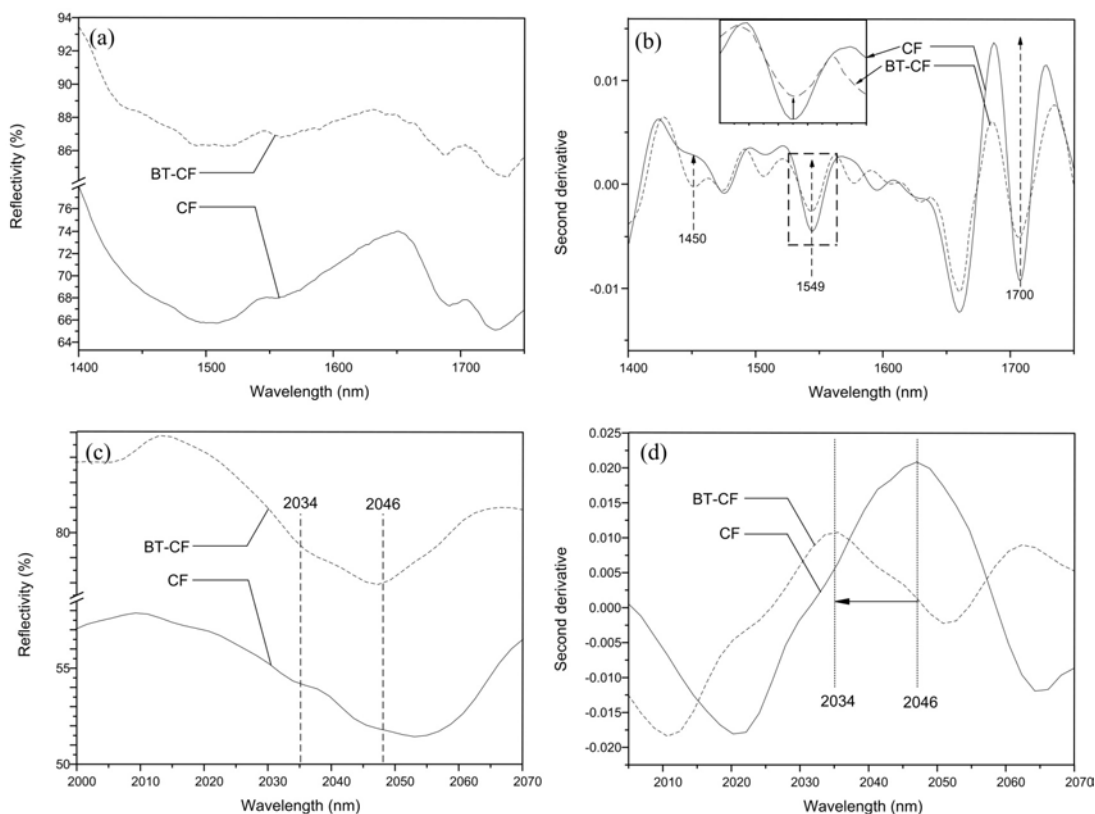 (a)
94
92
90
88
86
76
74
72
70
68
66
64
Reflectivity (%)
BT-CF
CF
1400 1500 1600 1700
Wavelength (nm)
(b)
0.01
0.00
-0.01
Second derivative
CF
BT-CF
1450
1549
1700
1400 1500 1600 1700
Wavelength (nm)
(c)
80
55
50
Reflectivity (%)
2034 2046
BT-CF
CF
2000 2010 2020 2030 2040 2050 2060 2070
Wavelength (nm)
(d)
0.025
0.020
0.015
0.010
0.005
0.000
-0.005
-0.010
-0.015
-0.020
Second derivative
BT-CF
CF
2034 2046
2010 2020 2030 2040 2050 2060 2070
Wavelength (nm)